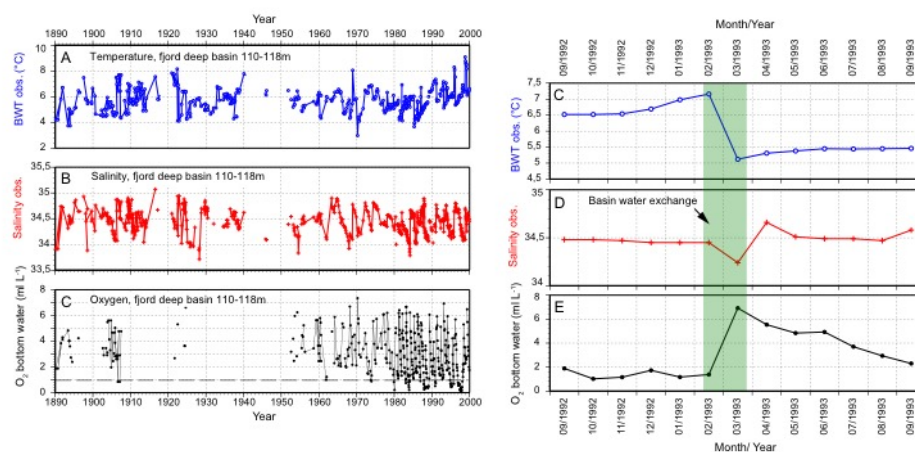 Year
1890 1900 1910 1920 1930 1940 1950 1960 1970 1980 1990 2000
A Temperature, fjord deep basin 110-118m
BWT obs. (°C)
10
8
6
4
2
B Salinity, fjord deep basin 110-118m
Salinity obs.
35,5
35
34,5
34
33,5
C Oxygen, fjord deep basin 110-118m
O2 bottom water (ml L-1)
8
6
4
2
0
1890 1900 1910 1920 1930 1940 1950 1960 1970 1980 1990 2000
Year
Month/Year
09/1992 10/1992 11/1992 12/1992 01/1993 02/1993 03/1993 04/1993 05/1993 06/1993 07/1993 08/1993 09/1993
C
BWT obs. (°C)
7,5
7
6,5
6
5,5
5
4,5
D
Basin water exchange
Salinity obs.
35
34,5
34
E
O2 bottom water (ml L-1)
8
6
4
2
0
09/1992 10/1992 11/1992 12/1992 01/1993 02/1993 03/1993 04/1993 05/1993 06/1993 07/1993 08/1993 09/1993
Month/ Year